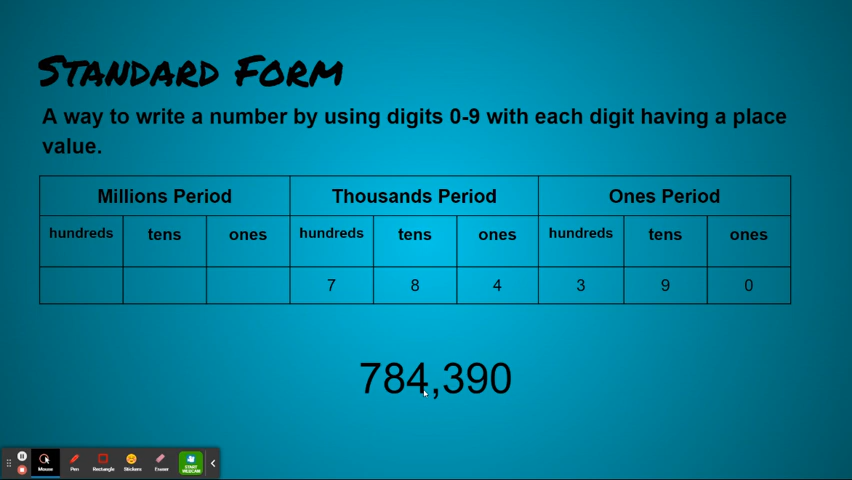 Standard Form
A way to write a number by using digits 0-9 with each digit having a place
value.
Millions Period Thousands Period Ones Period
hundreds tens ones hundreds tens ones hundreds tens ones
7 8 4 3 9 0
784,390
Mouse Pen Rectangle Stickers Eraser START WEBCAM